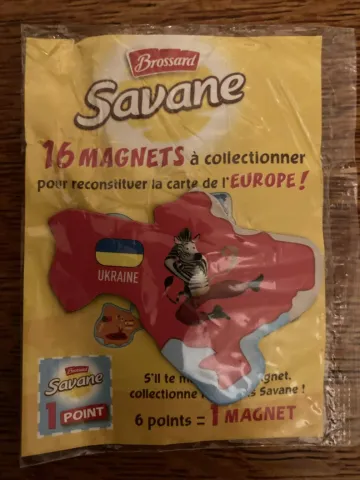 Brossard
Savane
16 MAGNETS à collectionner
pour reconstituer la carte de l'EUROPE !
UKRAINE
Brossard
Savane
1 POINT
S'il te m gnet,
collectionne s Savane !
6 points = 1 MAGNET